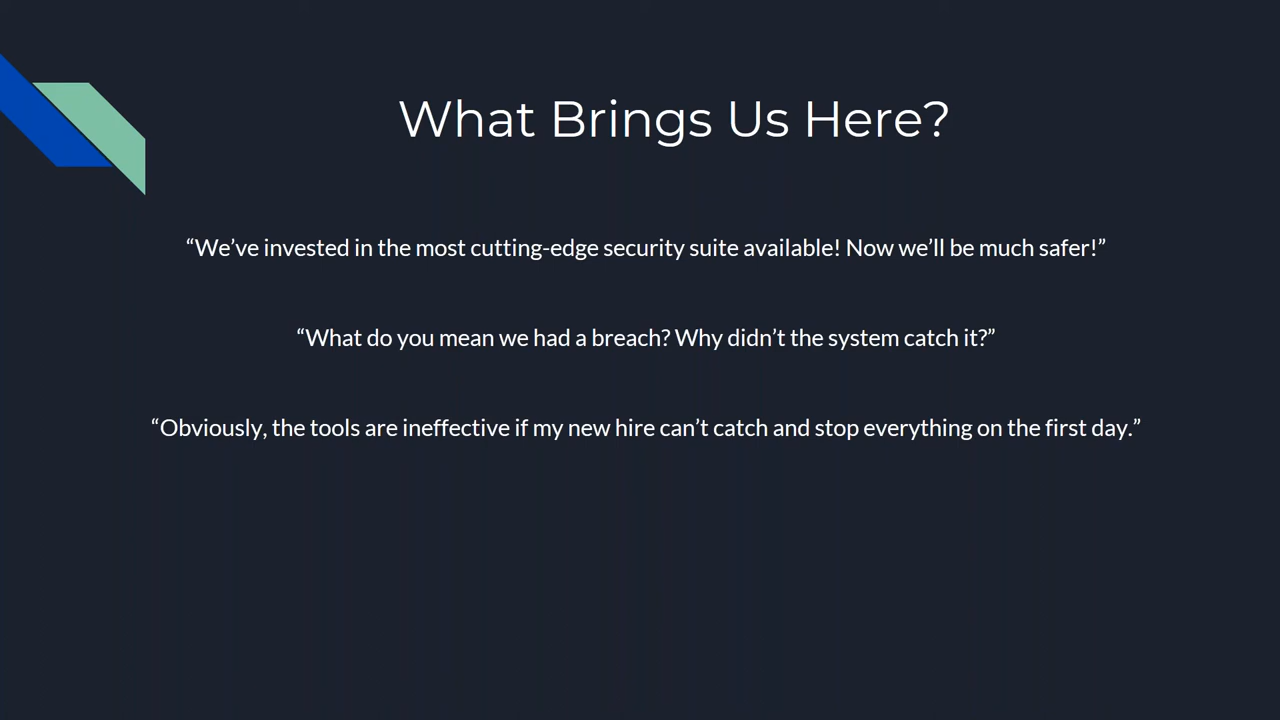 What Brings Us Here?
“We’ve invested in the most cutting-edge security suite available! Now we’ll be much safer!”
“What do you mean we had a breach? Why didn’t the system catch it?”
“Obviously, the tools are ineffective if my new hire can’t catch and stop everything on the first day.”